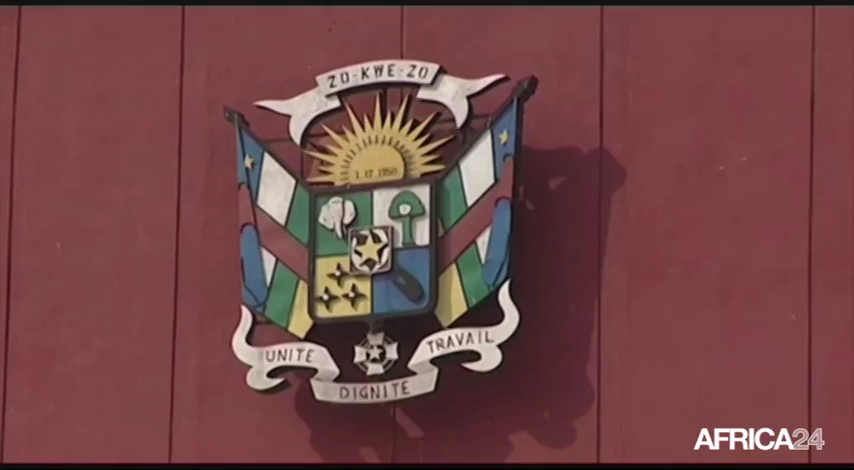 ZO-KWE-ZO
1.12.1958
UNITE
TRAVAIL
DIGNITE
AFRICA24